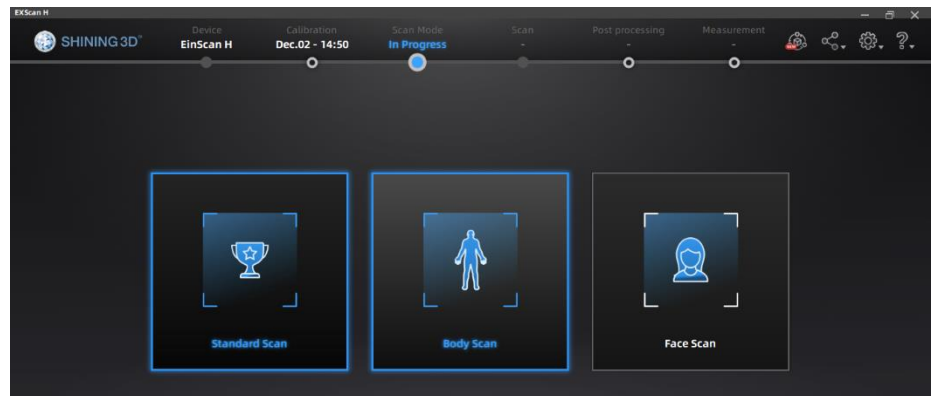 EXScan H
SHINING 3D®
Device
EinScan H
Calibration
Dec.02 - 14:50
Scan Mode
In Progress
Scan
-
Post processing
-
Measurement
-
Standard Scan
Body Scan
Face Scan